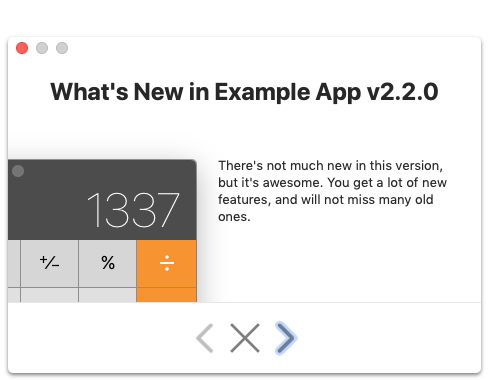 What's New in Example App v2.2.0
There's not much new in this version,
but it's awesome. You get a lot of new
features, and will not miss many old
ones.
1337
⁺∕₋ % ÷